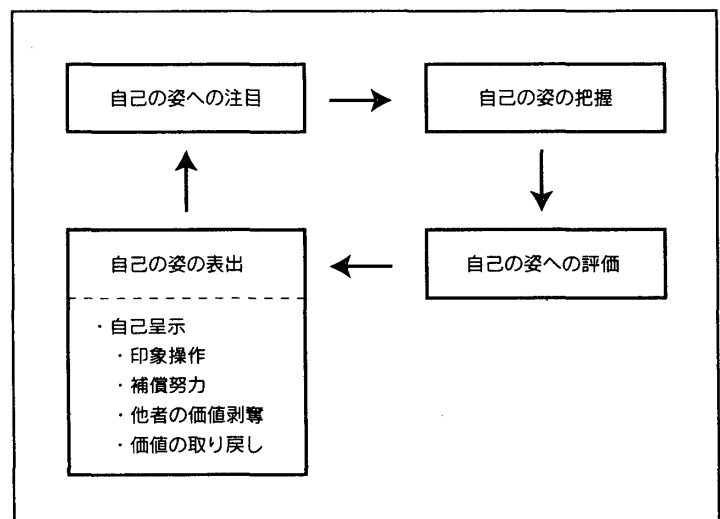 自己の姿への注目
自己の姿の把握
自己の姿の表出
自己の姿への評価
・自己呈示
・印象操作
・補償努力
・他者の価値剥奪
・価値の取り戻し